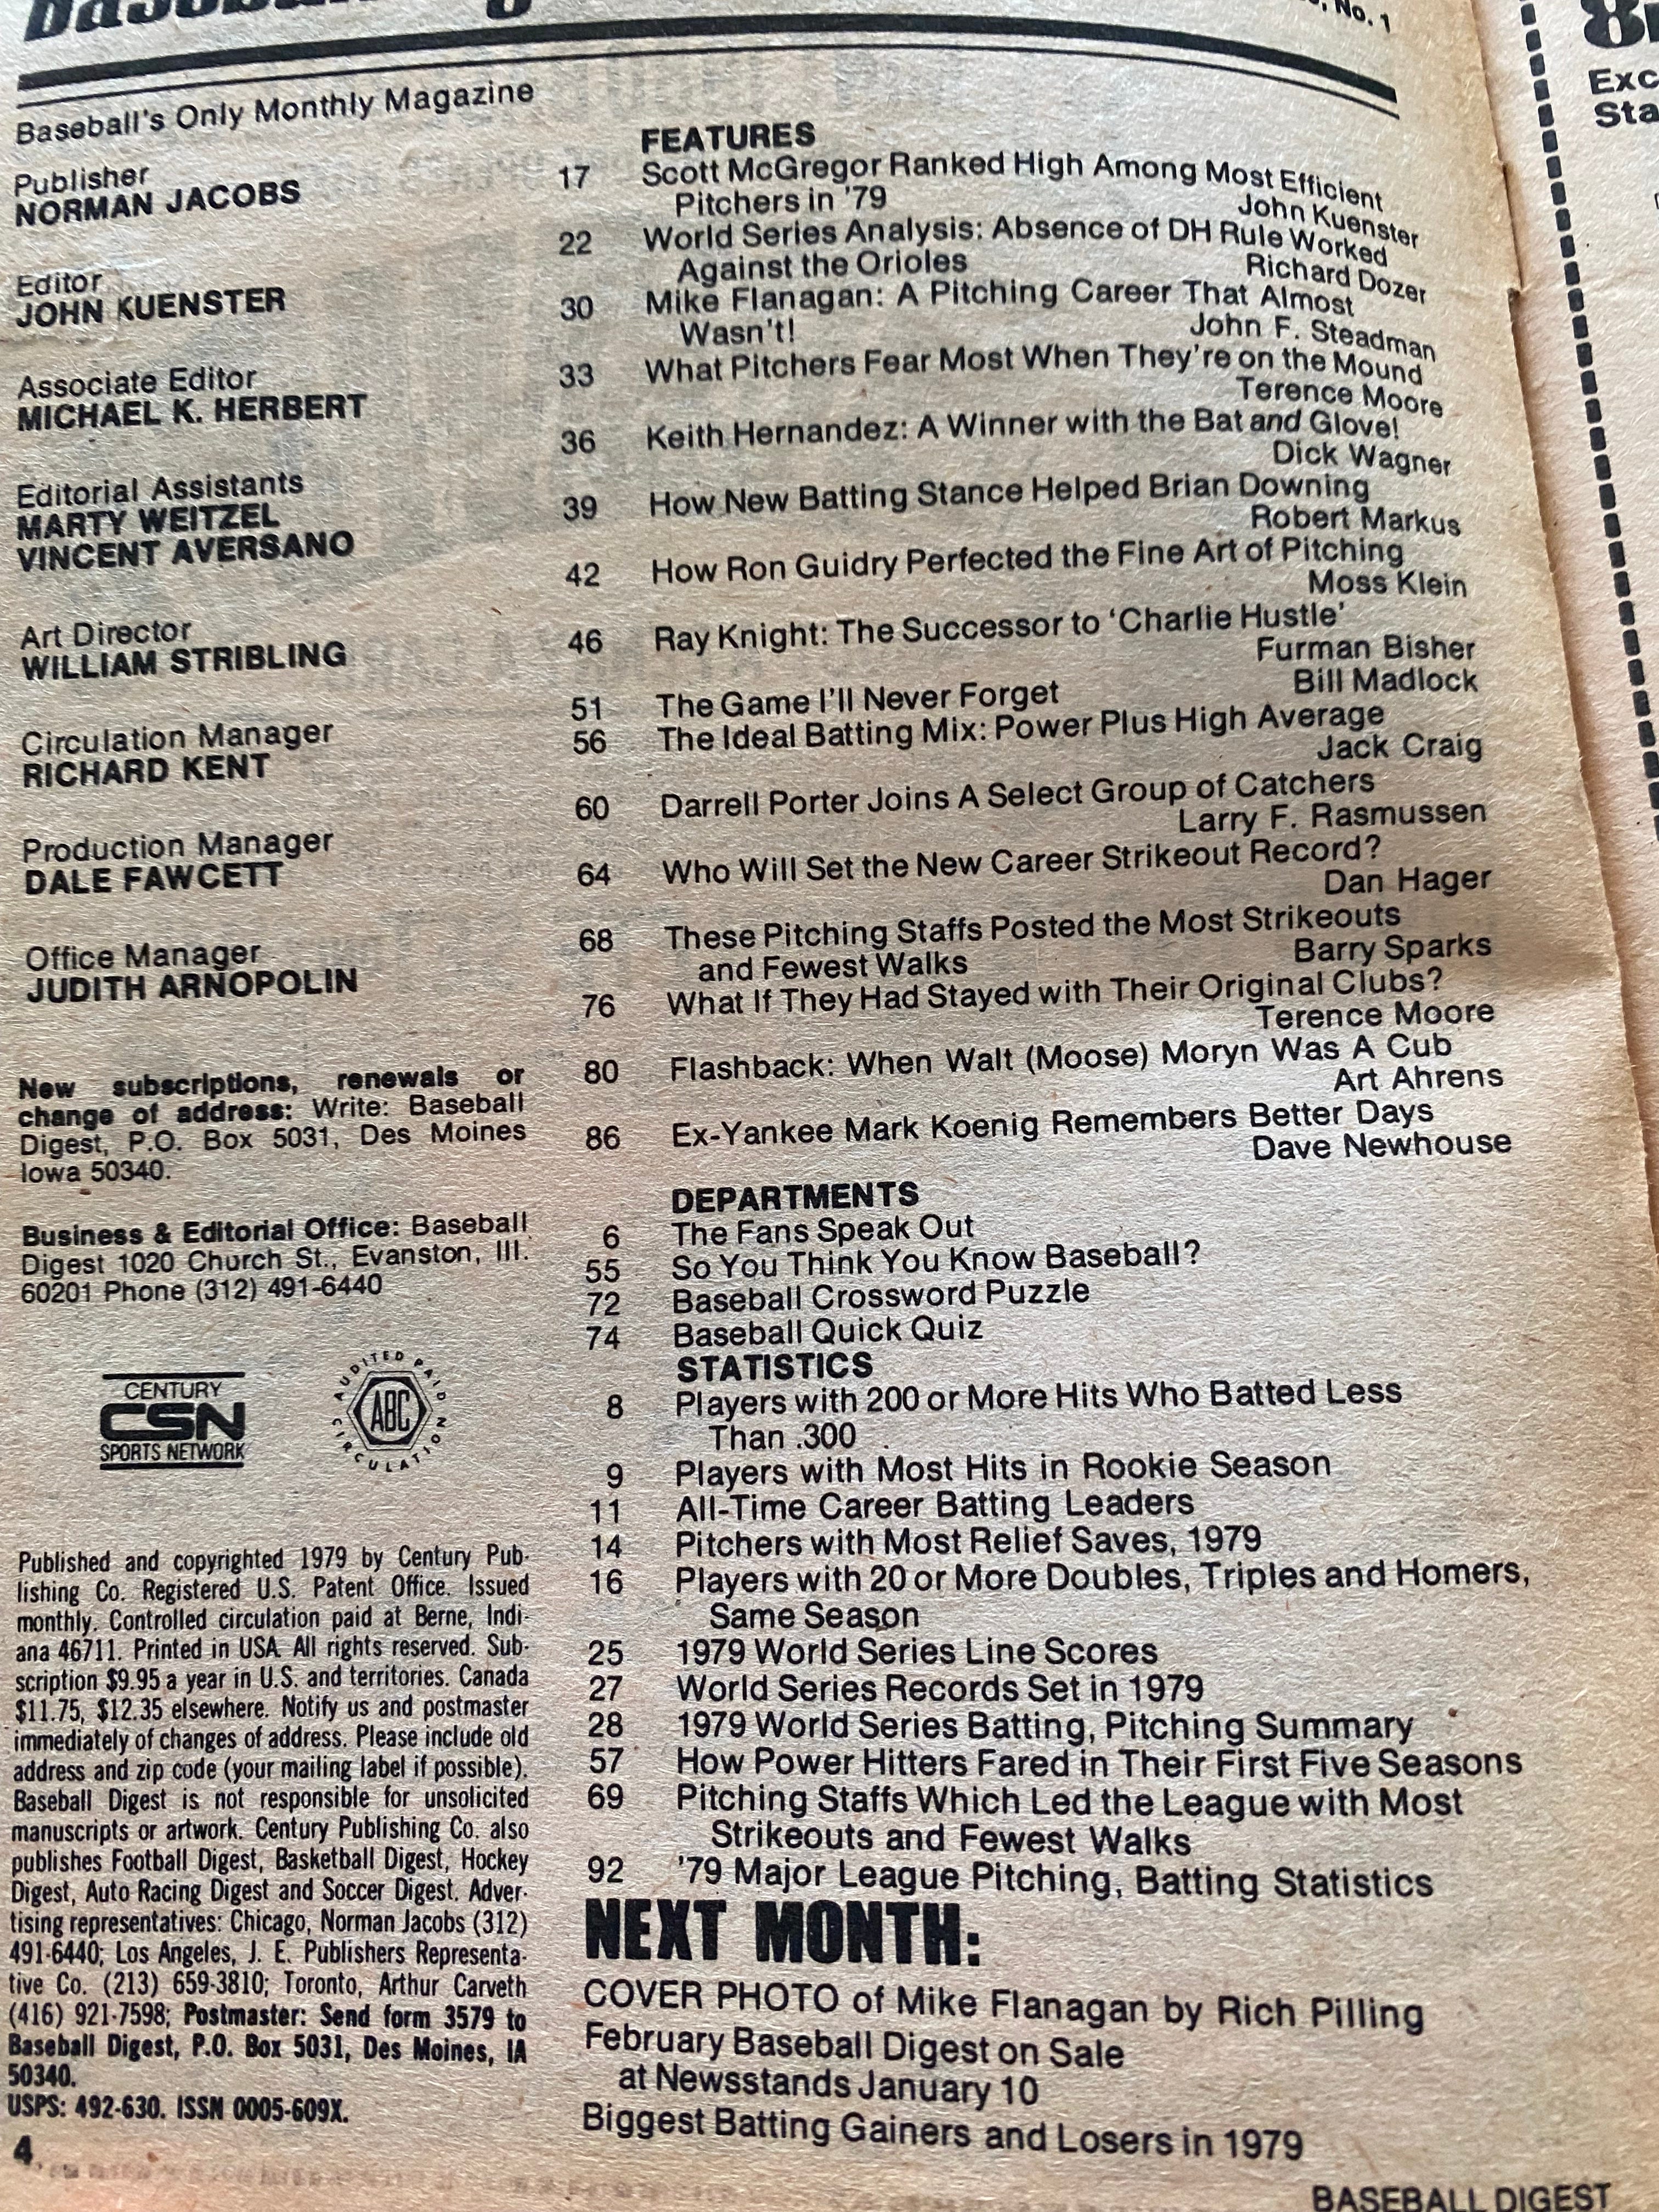 Baseball
No. 1
Baseball's Only Monthly Magazine
Publisher
NORMAN JACOBS
Editor
JOHN KUENSTER
Associate Editor
MICHAEL K. HERBERT
Editorial Assistants
MARTY WEITZEL
VINCENT AVERSANO
Art Director
WILLIAM STRIBLING
Circulation Manager
RICHARD KENT
Production Manager
DALE FAWCETT
Office Manager
JUDITH ARNOPOLIN
New subscriptions, renewals or
change of address: Write: Baseball
Digest, P.O. Box 5031, Des Moines
Iowa 50340.
Business & Editorial Office: Baseball
Digest 1020 Church St., Evanston, Ill.
60201 Phone (312) 491-6440
CENTURY
CSN
SPORTS NETWORK
AUDITED PAID
ABC
CIRCULATION
Published and copyrighted 1979 by Century Pub-
lishing Co. Registered U.S. Patent Office. Issued
monthly. Controlled circulation paid at Berne, Indi-
ana 46711. Printed in USA. All rights reserved. Sub-
scription $9.95 a year in U.S. and territories. Canada
$11.75, $12.35 elsewhere. Notify us and postmaster
immediately of changes of address. Please include old
address and zip code (your mailing label if possible).
Baseball Digest is not responsible for unsolicited
manuscripts or artwork. Century Publishing Co. also
publishes Football Digest, Basketball Digest, Hockey
Digest, Auto Racing Digest and Soccer Digest. Adver-
tising representatives: Chicago, Norman Jacobs (312)
491-6440; Los Angeles, J. E. Publishers Representa-
tive Co. (213) 659-3810; Toronto, Arthur Carveth
(416) 921-7598; Postmaster: Send form 3579 to
Baseball Digest, P.O. Box 5031, Des Moines, IA
50340.
USPS: 492-630. ISSN 0005-609X.
4
FEATURES
17 Scott McGregor Ranked High Among Most Efficient
Pitchers in '79 John Kuenster
22 World Series Analysis: Absence of DH Rule Worked
Against the Orioles Richard Dozer
30 Mike Flanagan: A Pitching Career That Almost
Wasn't! John F. Steadman
33 What Pitchers Fear Most When They're on the Mound
Terence Moore
36 Keith Hernandez: A Winner with the Bat and Glove!
Dick Wagner
39 How New Batting Stance Helped Brian Downing
Robert Markus
42 How Ron Guidry Perfected the Fine Art of Pitching
Moss Klein
46 Ray Knight: The Successor to 'Charlie Hustle'
Furman Bisher
51 The Game I'll Never Forget Bill Madlock
56 The Ideal Batting Mix: Power Plus High Average
Jack Craig
60 Darrell Porter Joins A Select Group of Catchers
Larry F. Rasmussen
64 Who Will Set the New Career Strikeout Record?
Dan Hager
68 These Pitching Staffs Posted the Most Strikeouts
and Fewest Walks Barry Sparks
76 What If They Had Stayed with Their Original Clubs?
Terence Moore
80 Flashback: When Walt (Moose) Moryn Was A Cub
Art Ahrens
86 Ex-Yankee Mark Koenig Remembers Better Days
Dave Newhouse
DEPARTMENTS
6 The Fans Speak Out
55 So You Think You Know Baseball?
72 Baseball Crossword Puzzle
74 Baseball Quick Quiz
STATISTICS
8 Players with 200 or More Hits Who Batted Less
Than .300
9 Players with Most Hits in Rookie Season
11 All-Time Career Batting Leaders
14 Pitchers with Most Relief Saves, 1979
16 Players with 20 or More Doubles, Triples and Homers,
Same Season
25 1979 World Series Line Scores
27 World Series Records Set in 1979
28 1979 World Series Batting, Pitching Summary
57 How Power Hitters Fared in Their First Five Seasons
69 Pitching Staffs Which Led the League with Most
Strikeouts and Fewest Walks
92 '79 Major League Pitching, Batting Statistics
NEXT MONTH:
COVER PHOTO of Mike Flanagan by Rich Pilling
February Baseball Digest on Sale
at Newsstands January 10
Biggest Batting Gainers and Losers in 1979
BASEBALL DIGEST
Exc
Sta